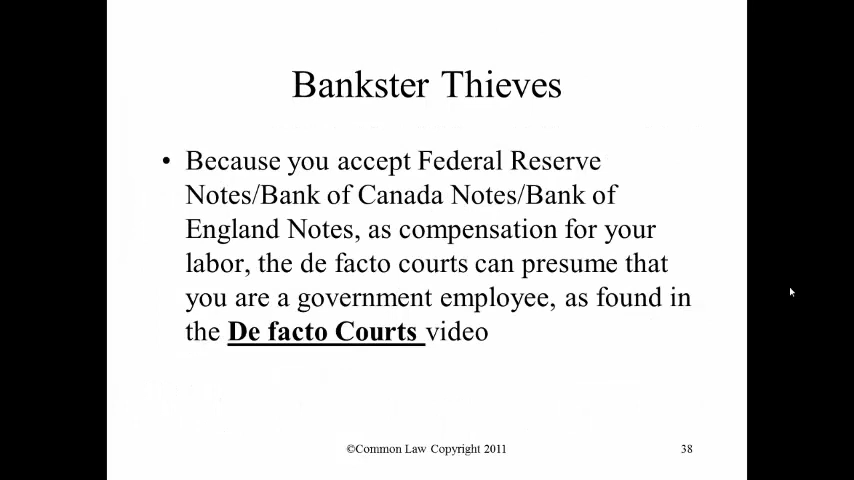 Bankster Thieves
• Because you accept Federal Reserve
Notes/Bank of Canada Notes/Bank of
England Notes, as compensation for your
labor, the de facto courts can presume that
you are a government employee, as found in
the De facto Courts video
©Common Law Copyright 2011
38